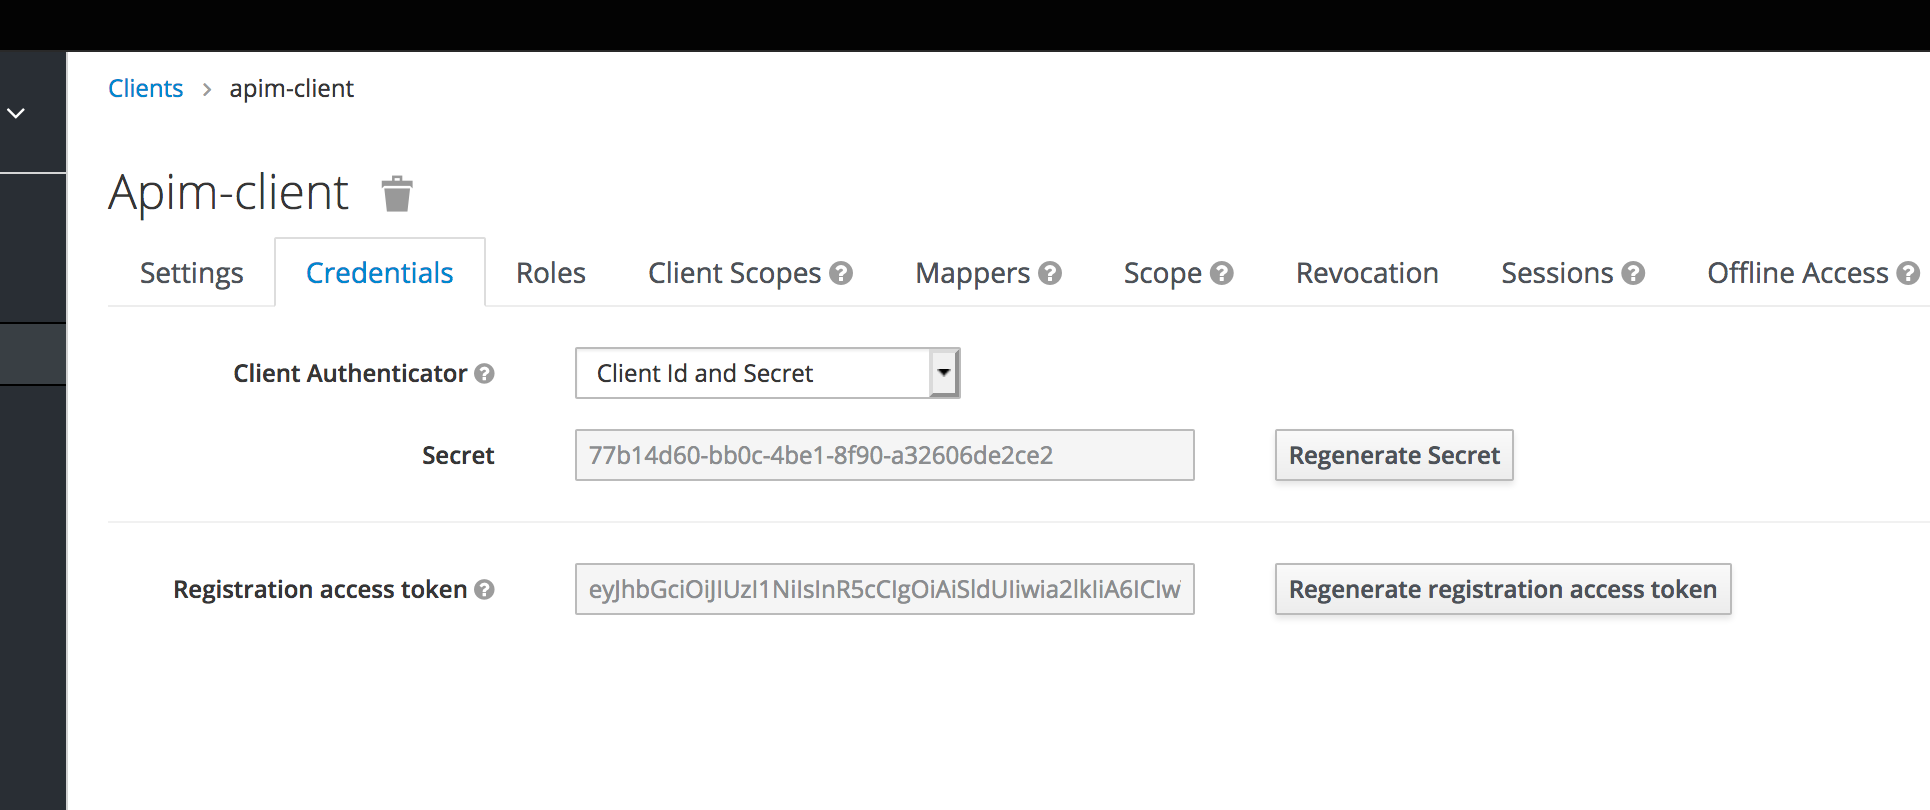 Clients > apim-client
Apim-client
Settings Credentials Roles Client Scopes Mappers Scope Revocation Sessions Offline Access
Client Authenticator Client Id and Secret
Secret 77b14d60-bb0c-4be1-8f90-a32606de2ce2 Regenerate Secret
Registration access token eyJhbGciOiJIUzI1NiIsInR5cCIgOiAiSldUIiwia2lkIiA6ICIw Regenerate registration access token